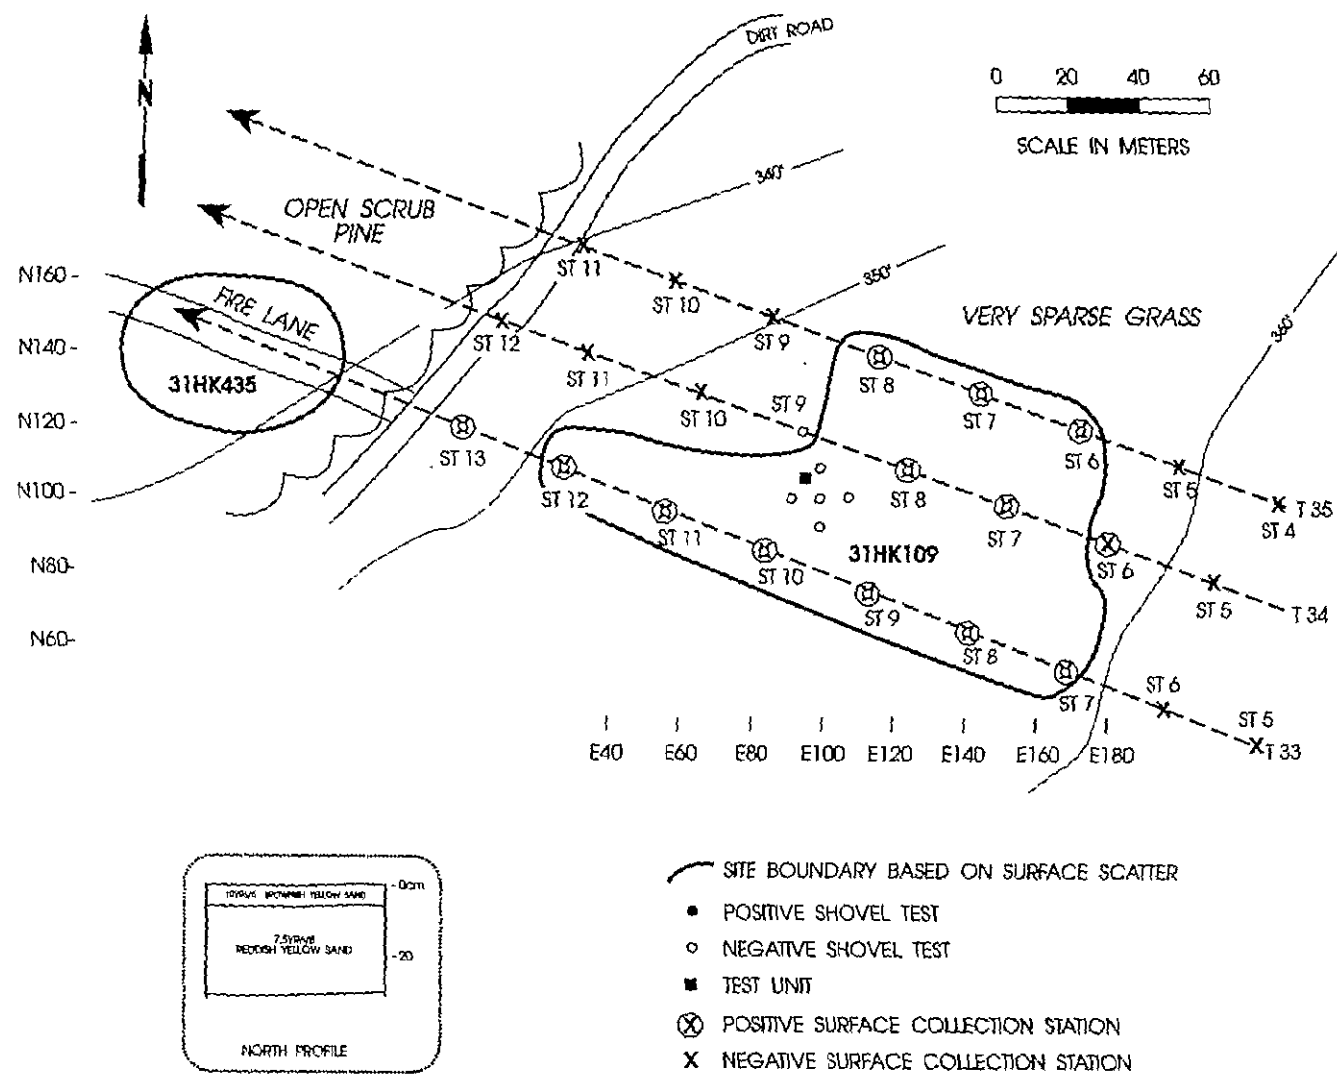 DIRT ROAD
0 20 40 60
SCALE IN METERS
N
340'
OPEN SCRUB
PINE
350'
360'
VERY SPARSE GRASS
N160-
N140-
N120-
N100-
N80-
N60-
FIRE LANE
31HK435
ST 11
ST 10
ST 9
ST 8
ST 7
ST 6
ST 5
ST 4
T 35
ST 12
ST 11
ST 10
ST 9
ST 8
ST 7
ST 6
ST 5
T 34
ST 13
ST 12
ST 11
ST 10
ST 9
ST 8
ST 7
ST 6
ST 5
T 33
31HK109
E40 E60 E80 E100 E120 E140 E160 E180
SITE BOUNDARY BASED ON SURFACE SCATTER
POSITIVE SHOVEL TEST
NEGATIVE SHOVEL TEST
TEST UNIT
POSITIVE SURFACE COLLECTION STATION
NEGATIVE SURFACE COLLECTION STATION
-0cm
YELLOW SAND
REDDISH YELLOW SAND
-20
NORTH PROFILE